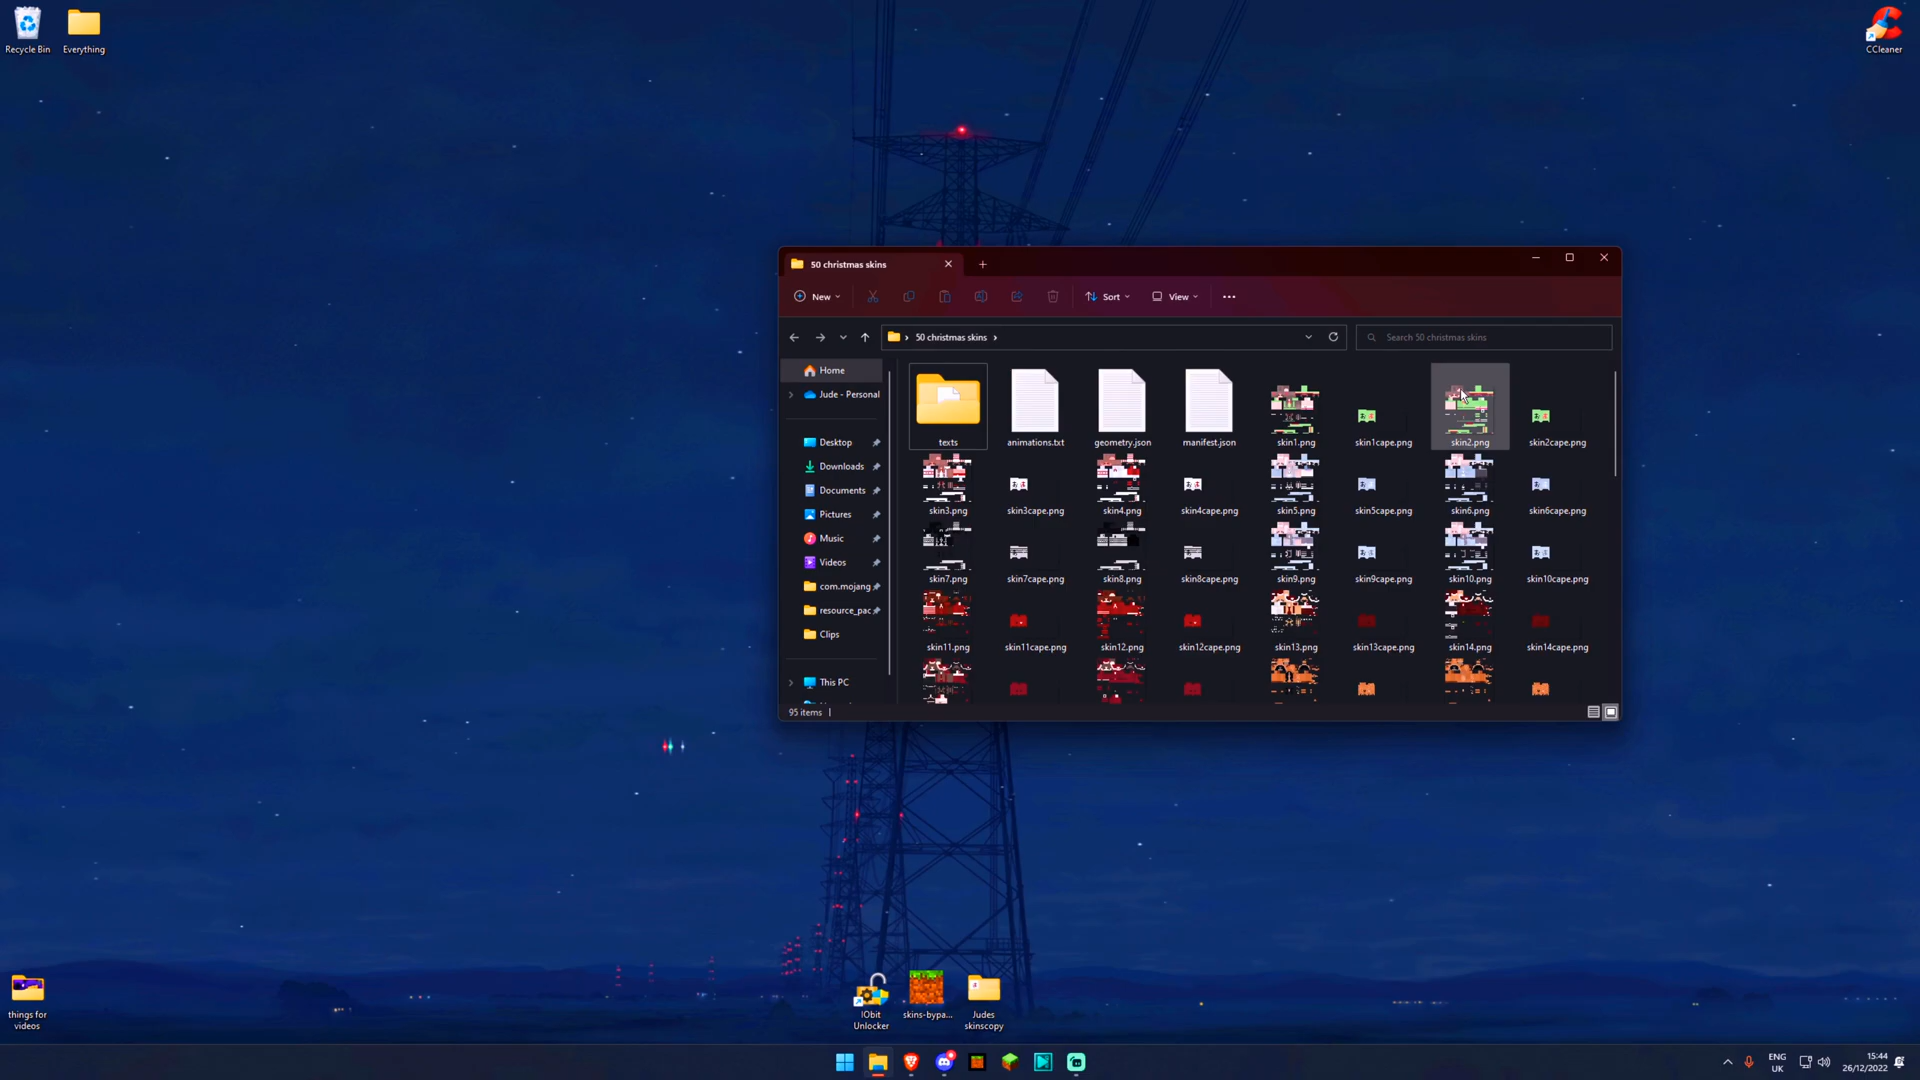 Recycle Bin
Everything
CCleaner
50 christmas skins
New
Sort
View
50 christmas skins
Search 50 christmas skins
Home
Jude - Personal
Desktop
Downloads
Documents
Pictures
Music
Videos
com.mojang
resource_pac
Clips
This PC
texts
animations.txt
geometry.json
manifest.json
skin1.png
skin1cape.png
skin2.png
skin2cape.png
skin3.png
skin3cape.png
skin4.png
skin4cape.png
skin5.png
skin5cape.png
skin6.png
skin6cape.png
skin7.png
skin7cape.png
skin8.png
skin8cape.png
skin9.png
skin9cape.png
skin10.png
skin10cape.png
skin11.png
skin11cape.png
skin12.png
skin12cape.png
skin13.png
skin13cape.png
skin14.png
skin14cape.png
95 items
things for
videos
IObit
Unlocker
skins-bypa...
Judes
skinscopy
ENG
UK
15:44
26/12/2022